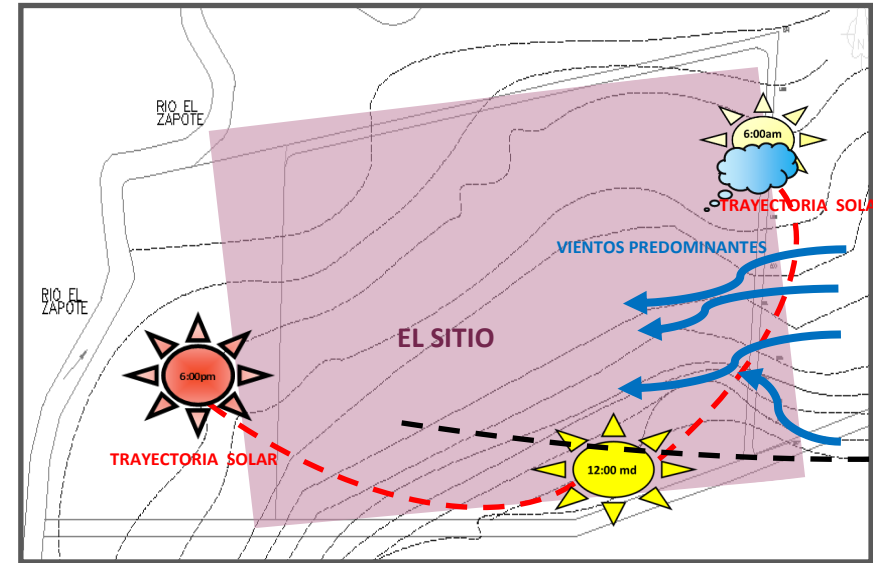 N
RIO EL
ZAPOTE
6:00am
TRAYECTORIA SOLA
VIENTOS PREDOMINANTES
RIO EL
ZAPOTE
EL SITIO
6:00pm
TRAYECTORIA SOLAR
12:00 md